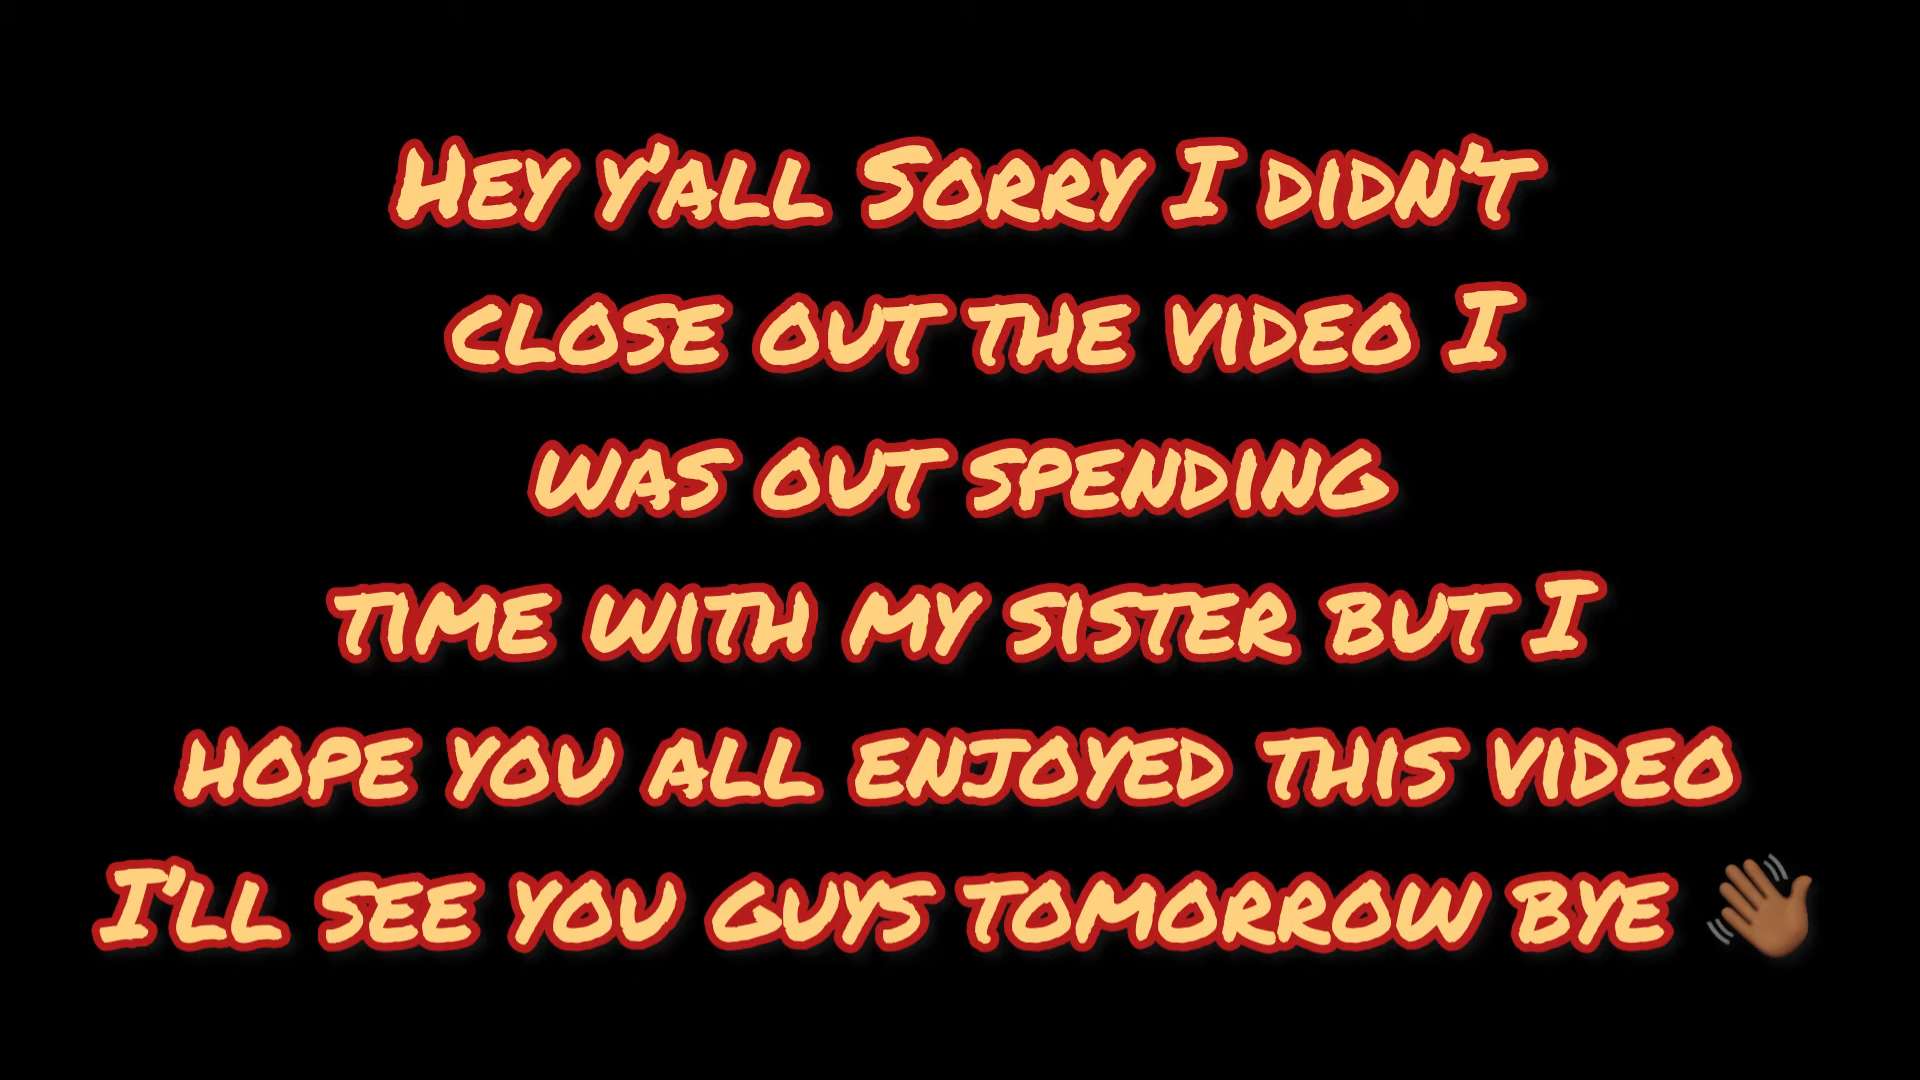 Hey y'all Sorry I didn't
close out the video I
was out spending
time with my sister but I
hope you all enjoyed this video
I'll see you guys tomorrow bye 👋🏾